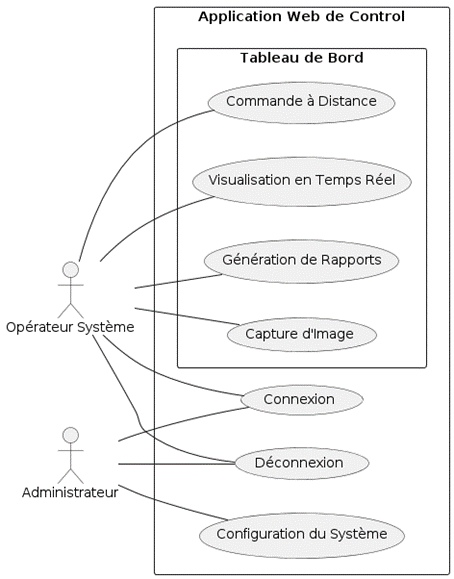 Application Web de Control
Tableau de Bord
Commande à Distance
Visualisation en Temps Réel
Génération de Rapports
Opérateur Système
Capture d'Image
Connexion
Déconnexion
Administrateur
Configuration du Système